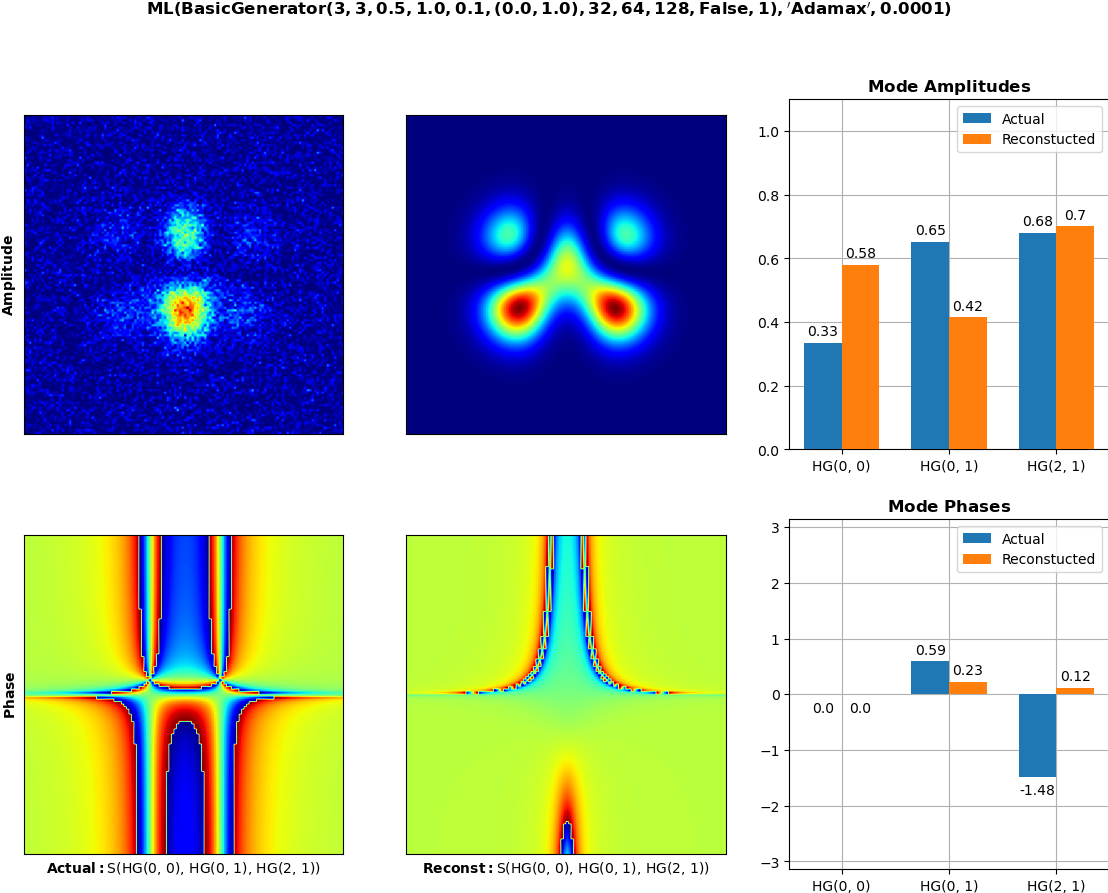 ML(BasicGenerator(3, 3, 0.5, 1.0, 0.1, (0.0, 1.0), 32, 64, 128, False, 1), ′Adamax′, 0.0001)
Amplitude
Mode Amplitudes
Actual
Reconstucted
1.0
0.8
0.6
0.4
0.2
0.0
0.33
0.58
0.65
0.42
0.68
0.7
HG(0, 0)
HG(0, 1)
HG(2, 1)
Phase
Actual: S(HG(0, 0), HG(0, 1), HG(2, 1))
Reconst: S(HG(0, 0), HG(0, 1), HG(2, 1))
Mode Phases
Actual
Reconstucted
3
2
1
0
−1
−2
−3
0.0
0.0
0.59
0.23
-1.48
0.12
HG(0, 0)
HG(0, 1)
HG(2, 1)